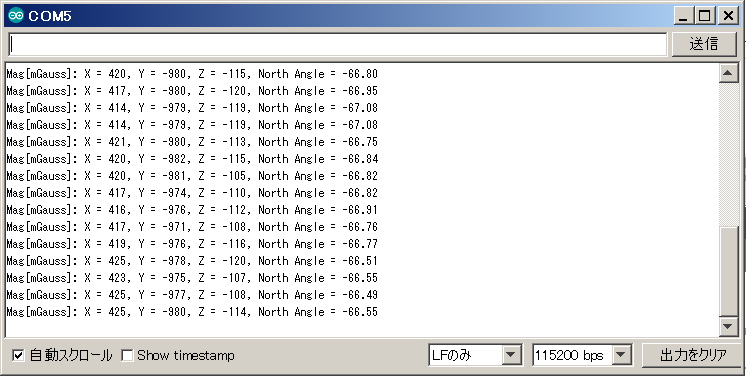 COM5
送信
Mag[mGauss]: X = 420, Y = -980, Z = -115, North Angle = -66.80
Mag[mGauss]: X = 417, Y = -980, Z = -120, North Angle = -66.95
Mag[mGauss]: X = 414, Y = -979, Z = -119, North Angle = -67.08
Mag[mGauss]: X = 414, Y = -979, Z = -119, North Angle = -67.08
Mag[mGauss]: X = 421, Y = -980, Z = -113, North Angle = -66.75
Mag[mGauss]: X = 420, Y = -982, Z = -115, North Angle = -66.84
Mag[mGauss]: X = 420, Y = -981, Z = -105, North Angle = -66.82
Mag[mGauss]: X = 417, Y = -974, Z = -110, North Angle = -66.82
Mag[mGauss]: X = 416, Y = -976, Z = -112, North Angle = -66.91
Mag[mGauss]: X = 417, Y = -971, Z = -108, North Angle = -66.76
Mag[mGauss]: X = 419, Y = -976, Z = -116, North Angle = -66.77
Mag[mGauss]: X = 425, Y = -978, Z = -120, North Angle = -66.51
Mag[mGauss]: X = 423, Y = -975, Z = -107, North Angle = -66.55
Mag[mGauss]: X = 425, Y = -977, Z = -108, North Angle = -66.49
Mag[mGauss]: X = 425, Y = -980, Z = -114, North Angle = -66.55
自動スクロール Show timestamp LFのみ 115200 bps 出力をクリア